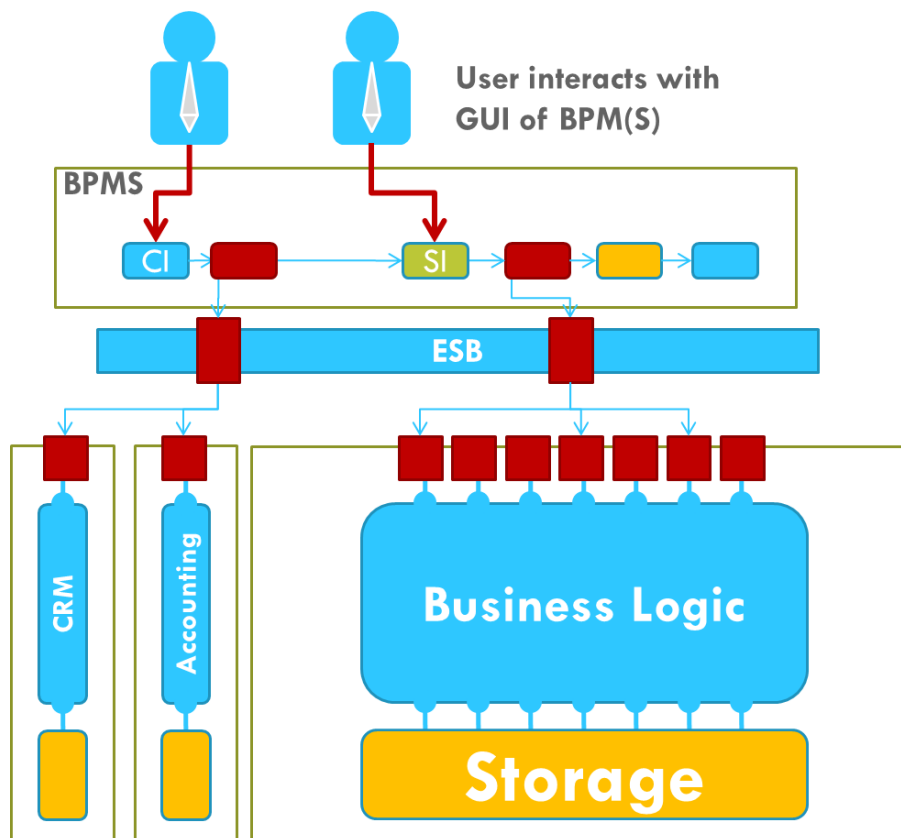 User interacts with
GUI of BPM(S)
BPMS
CI
SI
ESB
CRM
Accounting
Business Logic
Storage